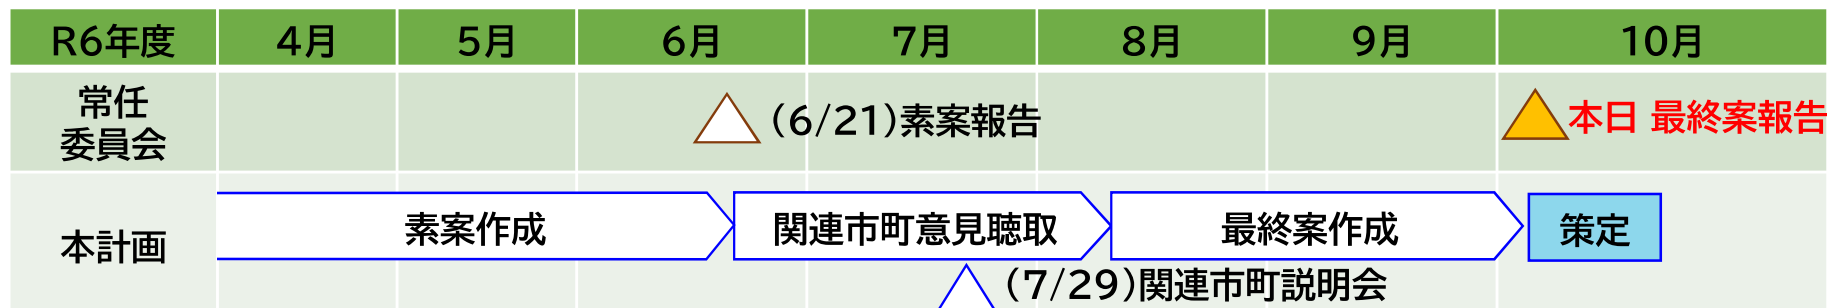 R6年度 4月 5月 6月 7月 8月 9月 10月
常任
委員会
(6/21)素案報告 本日 最終案報告
本計画
素案作成 関連市町意見聴取 最終案作成 策定
(7/29)関連市町説明会